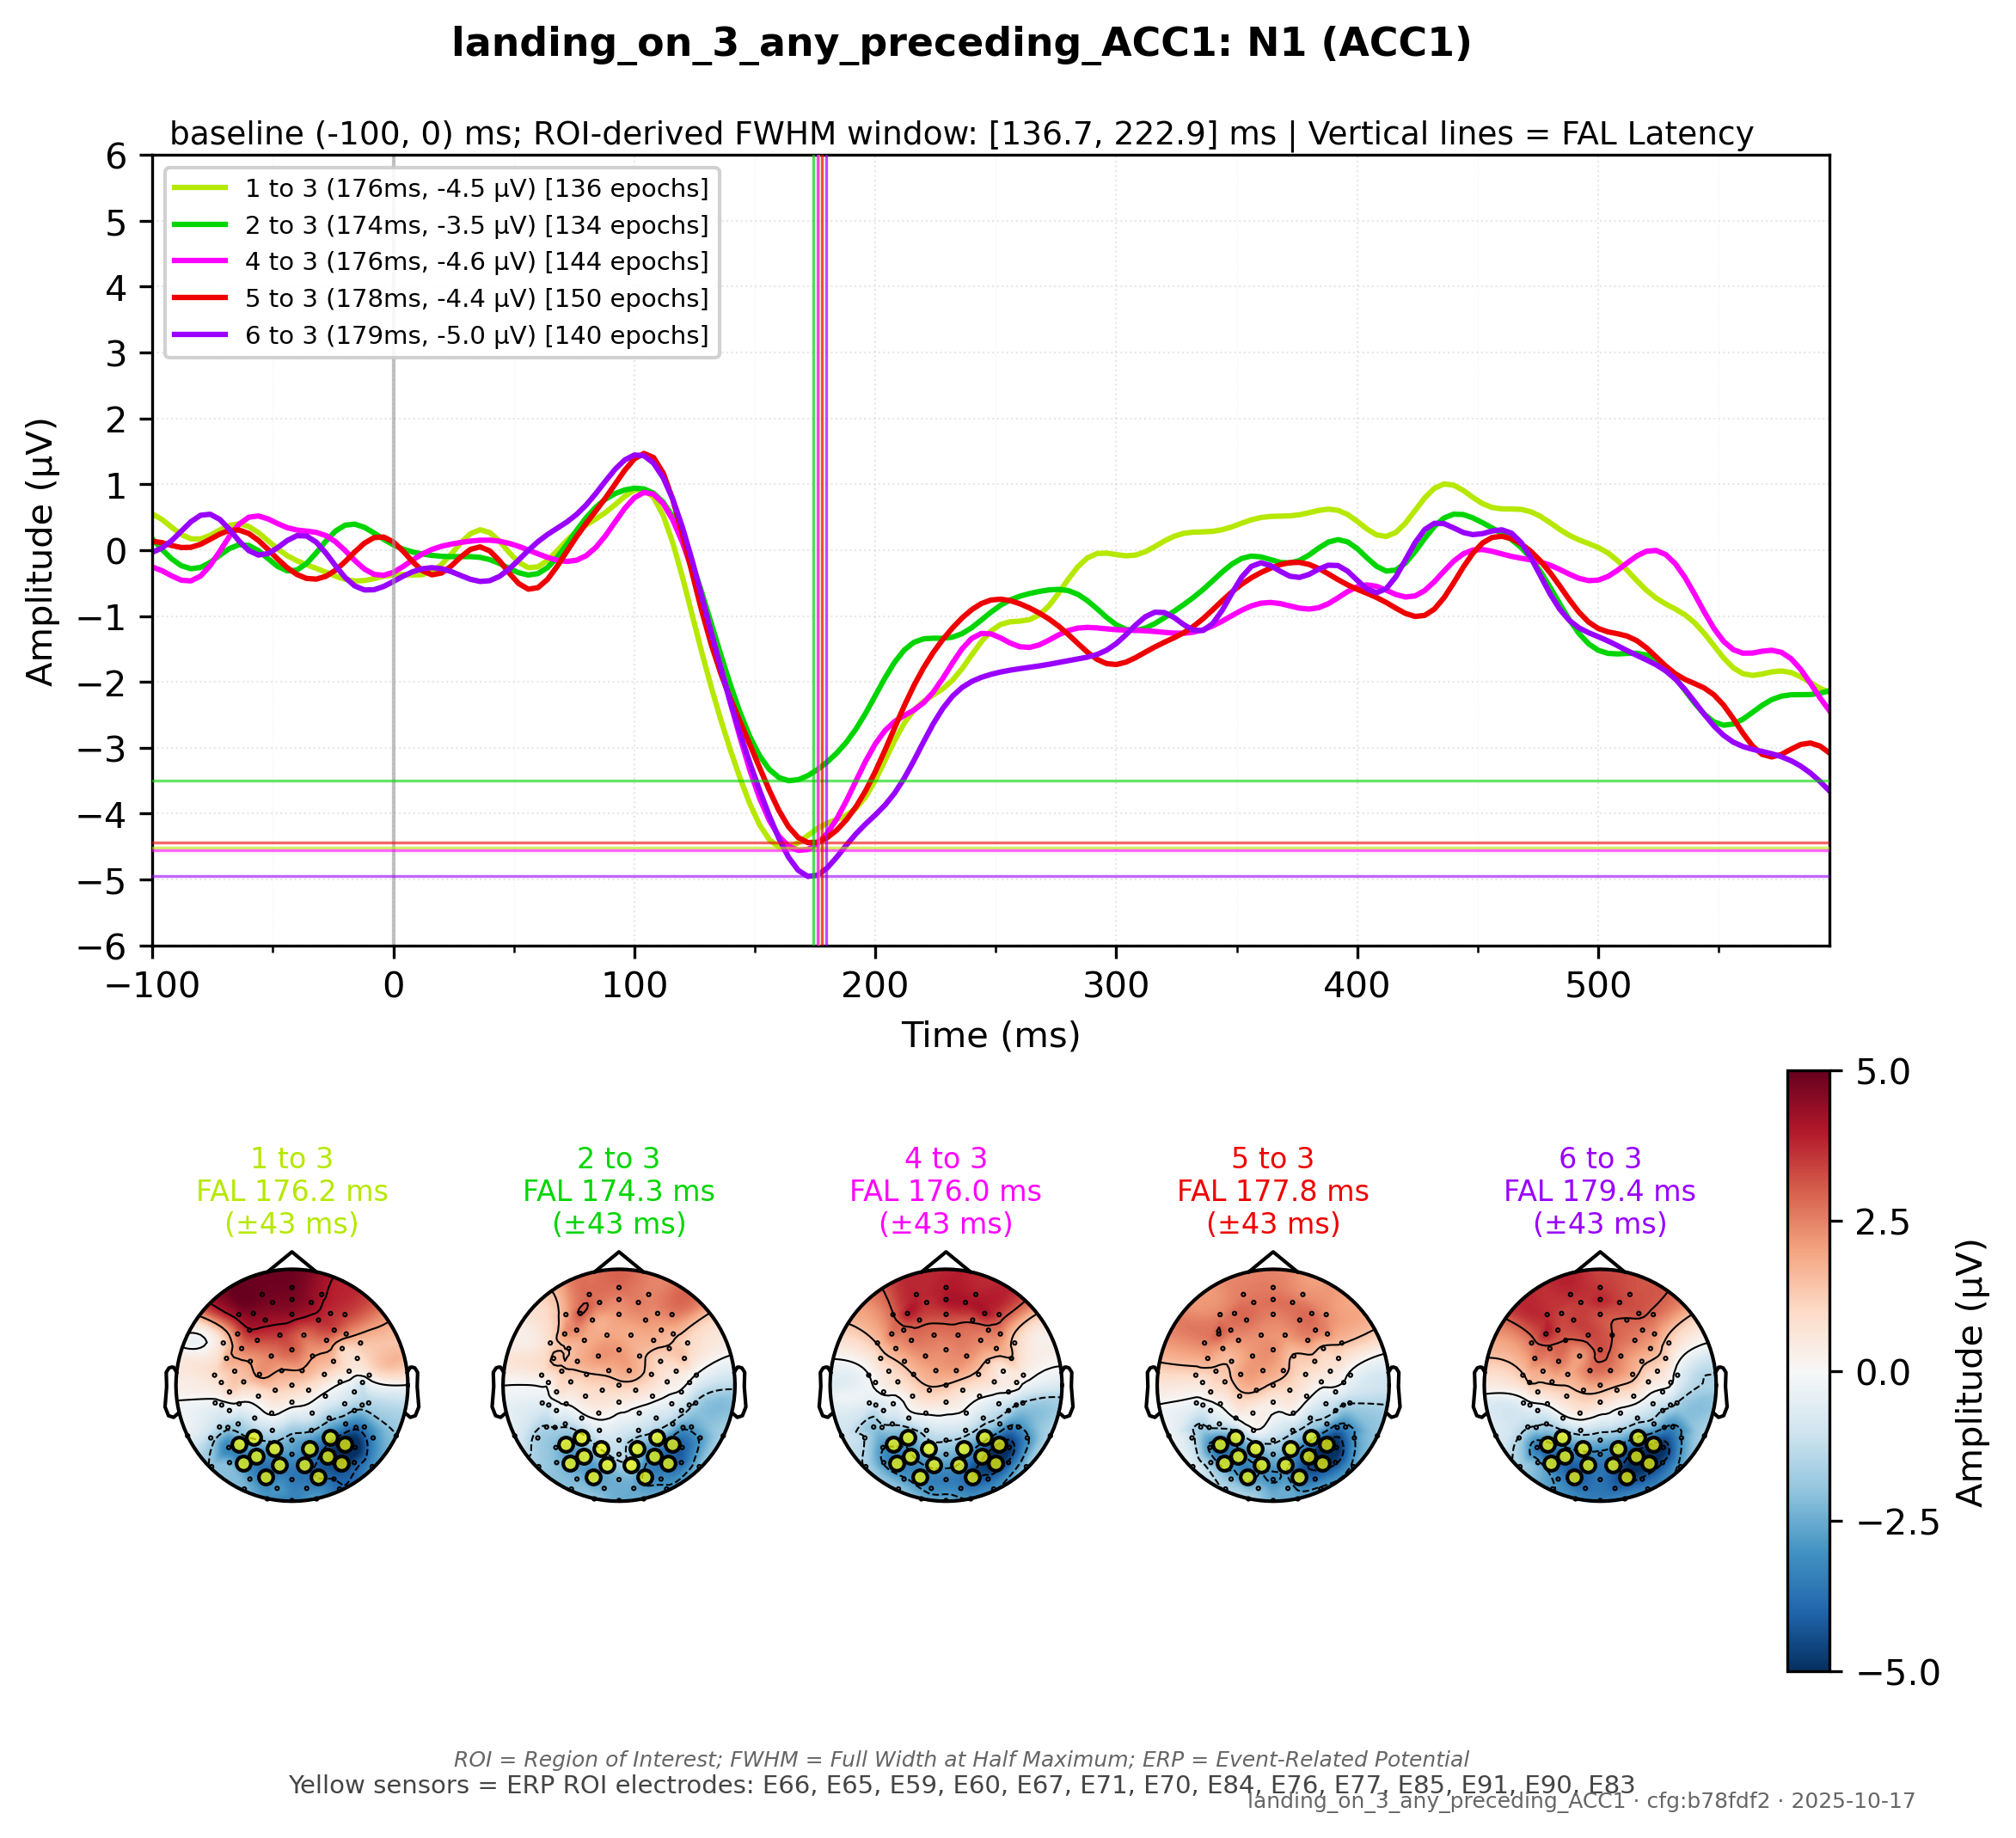 landing_on_3_any_preceding_ACC1: N1 (ACC1)
baseline (-100, 0) ms; ROI-derived FWHM window: [136.7, 222.9] ms | Vertical lines = FAL Latency
1 to 3 (176ms, -4.5 µV) [136 epochs]
2 to 3 (174ms, -3.5 µV) [134 epochs]
4 to 3 (176ms, -4.6 µV) [144 epochs]
5 to 3 (178ms, -4.4 µV) [150 epochs]
6 to 3 (179ms, -5.0 µV) [140 epochs]
Amplitude (µV)
6
5
4
3
2
1
0
−1
−2
−3
−4
−5
−6
−100 0 100 200 300 400 500
Time (ms)
1 to 3
FAL 176.2 ms
(±43 ms)
2 to 3
FAL 174.3 ms
(±43 ms)
4 to 3
FAL 176.0 ms
(±43 ms)
5 to 3
FAL 177.8 ms
(±43 ms)
6 to 3
FAL 179.4 ms
(±43 ms)
5.0
2.5
0.0
−2.5
−5.0
Amplitude (µV)
ROI = Region of Interest; FWHM = Full Width at Half Maximum; ERP = Event-Related Potential
Yellow sensors = ERP ROI electrodes: E66, E65, E59, E60, E67, E71, E70, E84, E76, E77, E85, E91, E90, E83
landing_on_3_any_preceding_ACC1 · cfg:b78fdf2 · 2025-10-17